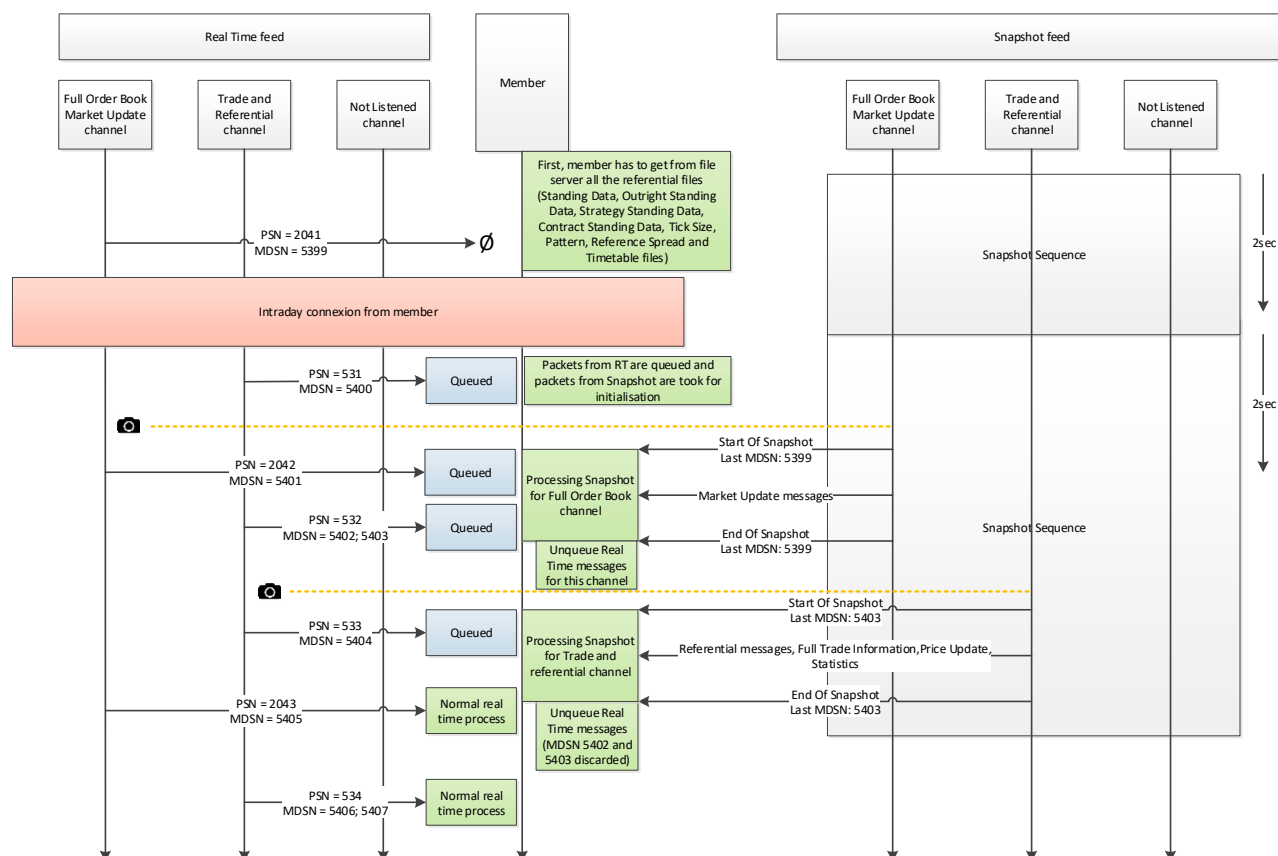 Real Time feed
Member
Snapshot feed
Full Order Book
Market Update
channel
Trade and
Referential
channel
Not Listened
channel
Full Order Book
Market Update
channel
Trade and
Referential
channel
Not Listened
channel
First, member has to get from file
server all the referential files
(Standing Data, Outright Standing
Data, Strategy Standing Data,
Contract Standing Data, Tick Size,
Pattern, Reference Spread and
Timetable files)
PSN = 2041
MDSN = 5399
Ø
Snapshot Sequence
2sec
Intraday connexion from member
PSN = 531
MDSN = 5400
Queued
Packets from RT are queued and
packets from Snapshot are took for
initialisation
2sec
Start Of Snapshot
Last MDSN: 5399
PSN = 2042
MDSN = 5401
Queued
Processing Snapshot
for Full Order Book
channel
Market Update messages
PSN = 532
MDSN = 5402; 5403
Queued
Snapshot Sequence
End Of Snapshot
Last MDSN: 5399
Unqueue Real
Time messages
for this channel
Start Of Snapshot
Last MDSN: 5403
PSN = 533
MDSN = 5404
Queued
Processing Snapshot
for Trade and
referential channel
Referential messages, Full Trade Information,Price Update,
Statistics
PSN = 2043
MDSN = 5405
Normal real
time process
End Of Snapshot
Last MDSN: 5403
Unqueue Real
Time messages
(MDSN 5402 and
5403 discarded)
PSN = 534
MDSN = 5406; 5407
Normal real
time process